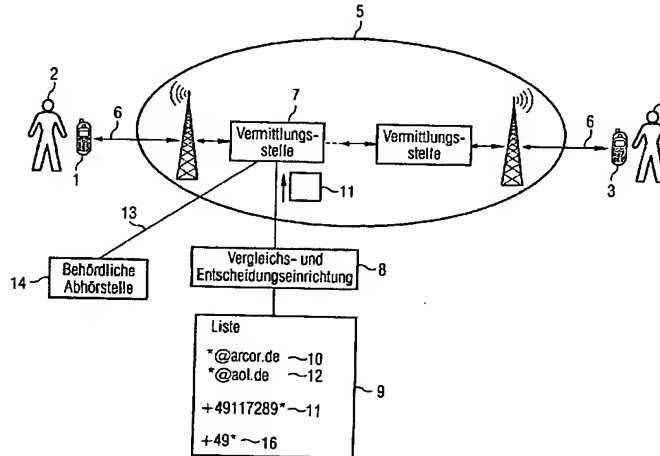 5
2
7
6
Vermittlungs-
stelle
Vermittlungs-
stelle
6
1
3
11
13
14
Behördliche
Abhörstelle
Vergleichs- und
Entscheidungseinrichtung
8
Liste
*@arcor.de 10
*@aol.de 12
9
+49117289* 11
+49* 16